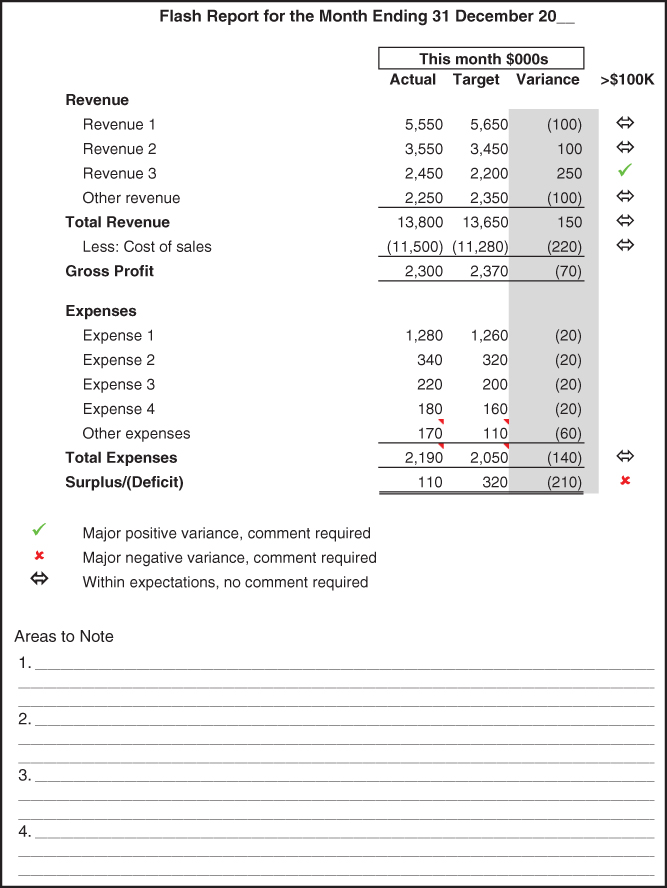 Flash Report for the Month Ending 31 December 20__
This month $000s
Actual Target Variance >$100K
Revenue
Revenue 1 5,550 5,650 (100) ⇔
Revenue 2 3,550 3,450 100 ⇔
Revenue 3 2,450 2,200 250 ✓
Other revenue 2,250 2,350 (100) ⇔
Total Revenue 13,800 13,650 150 ⇔
Less: Cost of sales (11,500) (11,280) (220) ⇔
Gross Profit 2,300 2,370 (70)
Expenses
Expense 1 1,280 1,260 (20)
Expense 2 340 320 (20)
Expense 3 220 200 (20)
Expense 4 180 160 (20)
Other expenses 170 110 (60)
Total Expenses 2,190 2,050 (140) ⇔
Surplus/(Deficit) 110 320 (210) ✘
✓ Major positive variance, comment required
✘ Major negative variance, comment required
⇔ Within expectations, no comment required
Areas to Note
1.
2.
3.
4.